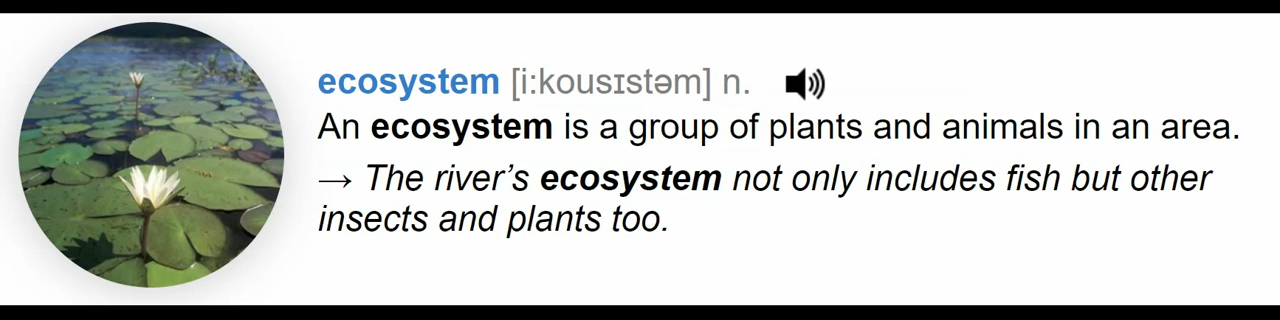 ecosystem [i:kousɪstəm] n.
An ecosystem is a group of plants and animals in an area.
→ The river’s ecosystem not only includes fish but other
insects and plants too.